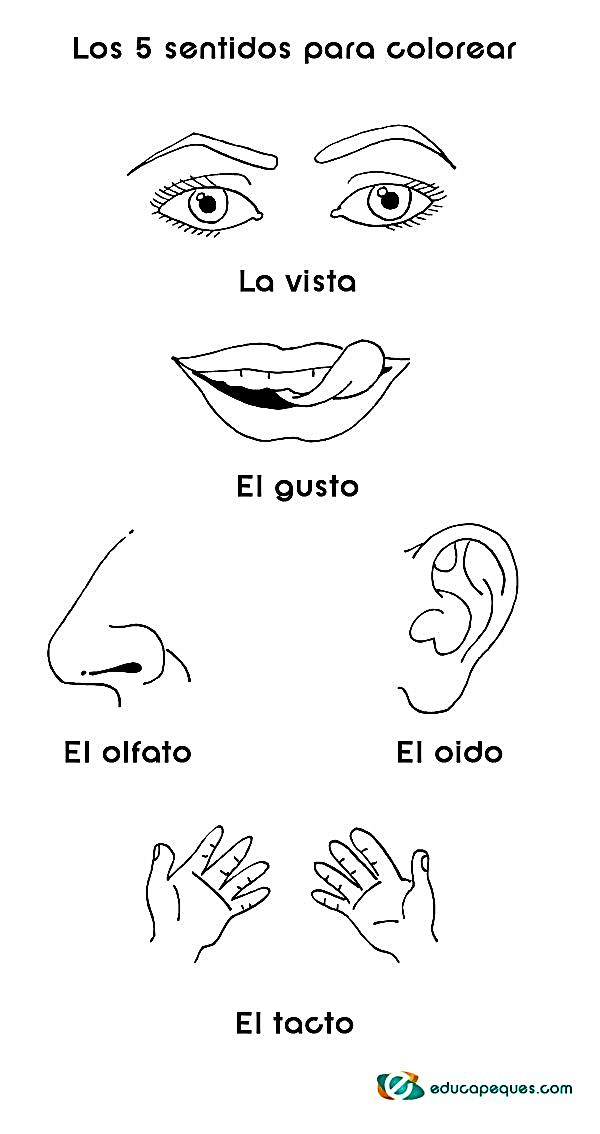 Los 5 sentidos para colorear
La vista
El gusto
El olfato
El oido
El tacto
educapeques.com